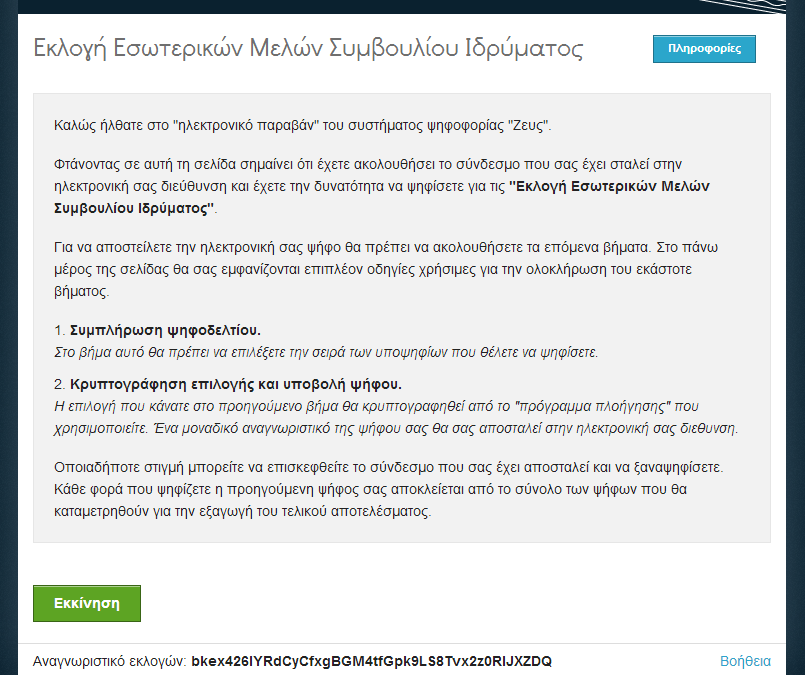 Εκλογή Εσωτερικών Μελών Συμβουλίου Ιδρύματος
Πληροφορίες
Καλώς ήλθατε στο "ηλεκτρονικό παραβάν" του συστήματος ψηφοφορίας "Ζευς".
Φτάνοντας σε αυτή τη σελίδα σημαίνει ότι έχετε ακολουθήσει το σύνδεσμο που σας έχει σταλεί στην
ηλεκτρονική σας διεύθυνση και έχετε την δυνατότητα να ψηφίσετε για τις "Εκλογή Εσωτερικών Μελών
Συμβουλίου Ιδρύματος".
Για να αποστείλετε την ηλεκτρονική σας ψήφο θα πρέπει να ακολουθήσετε τα επόμενα βήματα. Στο πάνω
μέρος της σελίδας θα σας εμφανίζονται επιπλέον οδηγίες χρήσιμες για την ολοκλήρωση του εκάστοτε
βήματος.
1. Συμπλήρωση ψηφοδελτίου.
Στο βήμα αυτό θα πρέπει να επιλέξετε την σειρά των υποψηφίων που θέλετε να ψηφίσετε.
2. Κρυπτογράφηση επιλογής και υποβολή ψήφου.
Η επιλογή που κάνατε στο προηγούμενο βήμα θα κρυπτογραφηθεί από το "πρόγραμμα πλοήγησης" που
χρησιμοποιείτε. Ένα μοναδικό αναγνωριστικό της ψήφου σας θα σας αποσταλεί στην ηλεκτρονική σας διεθυνση.
Οποιαδήποτε στιγμή μπορείτε να επισκεφθείτε το σύνδεσμο που σας έχει αποσταλεί και να ξαναψηφίσετε.
Κάθε φορά που ψηφίζετε η προηγούμενη ψήφος σας αποκλείεται από το σύνολο των ψήφων που θα
καταμετρηθούν για την εξαγωγή του τελικού αποτελέσματος.
Εκκίνηση
Αναγνωριστικό εκλογών: bkex426IYRdCyCfxgBGM4tfGpk9LS8Tvx2z0RIJXZDQ
Βοήθεια